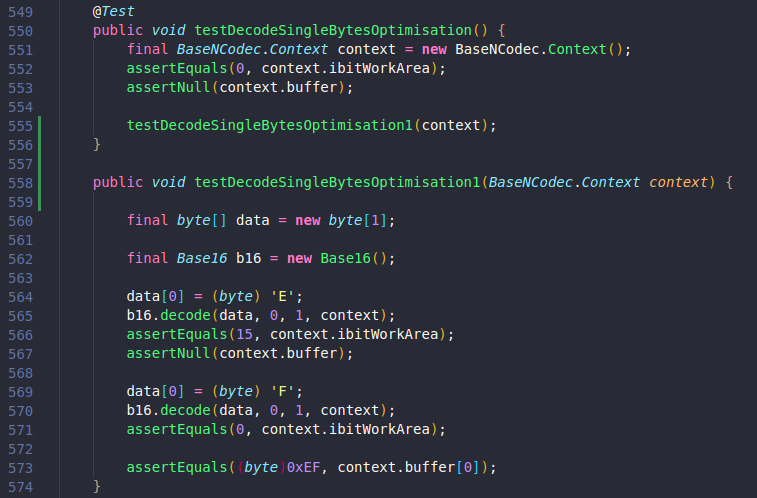 549 @Test
550 public void testDecodeSingleBytesOptimisation() {
551 final BaseNCodec.Context context = new BaseNCodec.Context();
552 assertEquals(0, context.ibitWorkArea);
553 assertNull(context.buffer);
554
555 testDecodeSingleBytesOptimisation1(context);
556 }
557
558 public void testDecodeSingleBytesOptimisation1(BaseNCodec.Context context) {
559
560 final byte[] data = new byte[1];
561
562 final Base16 b16 = new Base16();
563
564 data[0] = (byte) 'E';
565 b16.decode(data, 0, 1, context);
566 assertEquals(15, context.ibitWorkArea);
567 assertNull(context.buffer);
568
569 data[0] = (byte) 'F';
570 b16.decode(data, 0, 1, context);
571 assertEquals(0, context.ibitWorkArea);
572
573 assertEquals((byte)0xEF, context.buffer[0]);
574 }